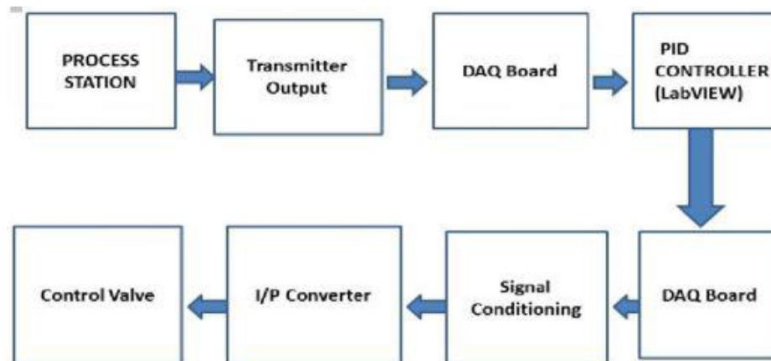 PROCESS
STATION
Transmitter
Output
DAQ Board
PID
CONTROLLER
(LabVIEW)
Control Valve
I/P Converter
Signal
Conditioning
DAQ Board